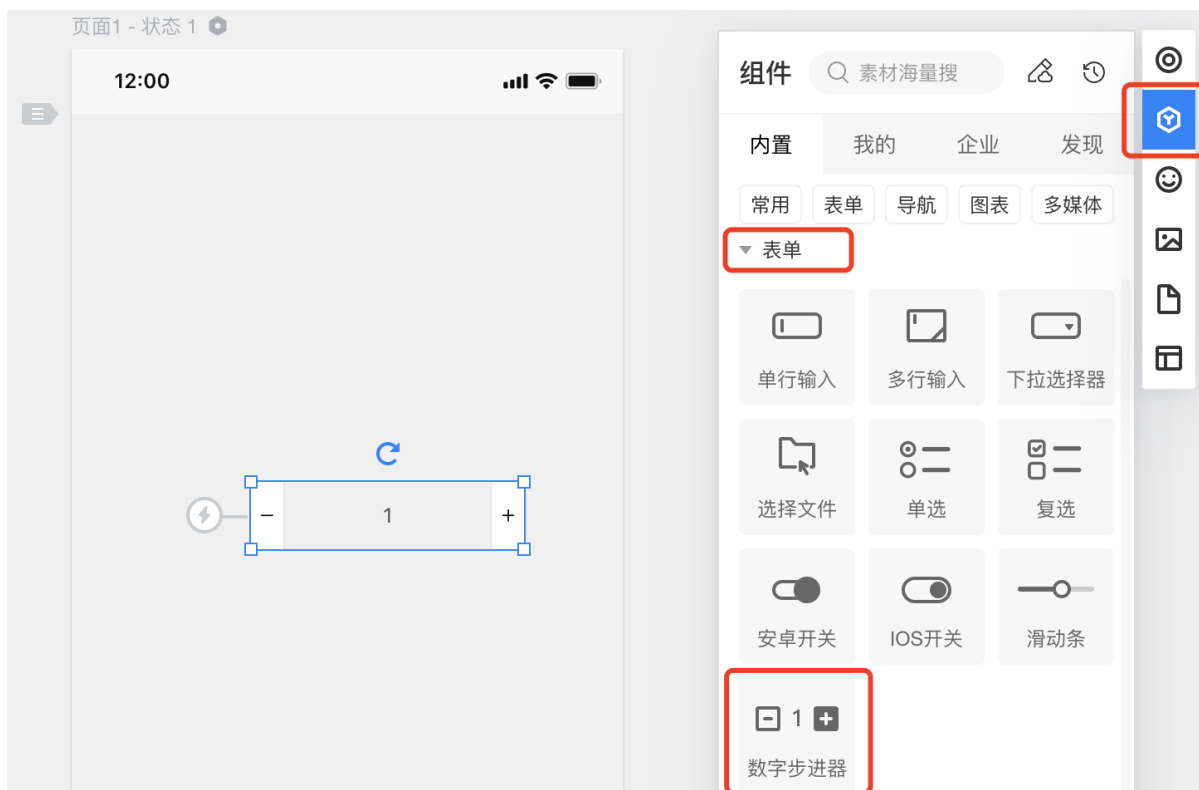 页面1 - 状态 1
12:00
− 1 +
组件 素材海量搜
内置 我的 企业 发现
常用 表单 导航 图表 多媒体
表单
单行输入 多行输入 下拉选择器
选择文件 单选 复选
安卓开关 IOS开关 滑动条
1
数字步进器